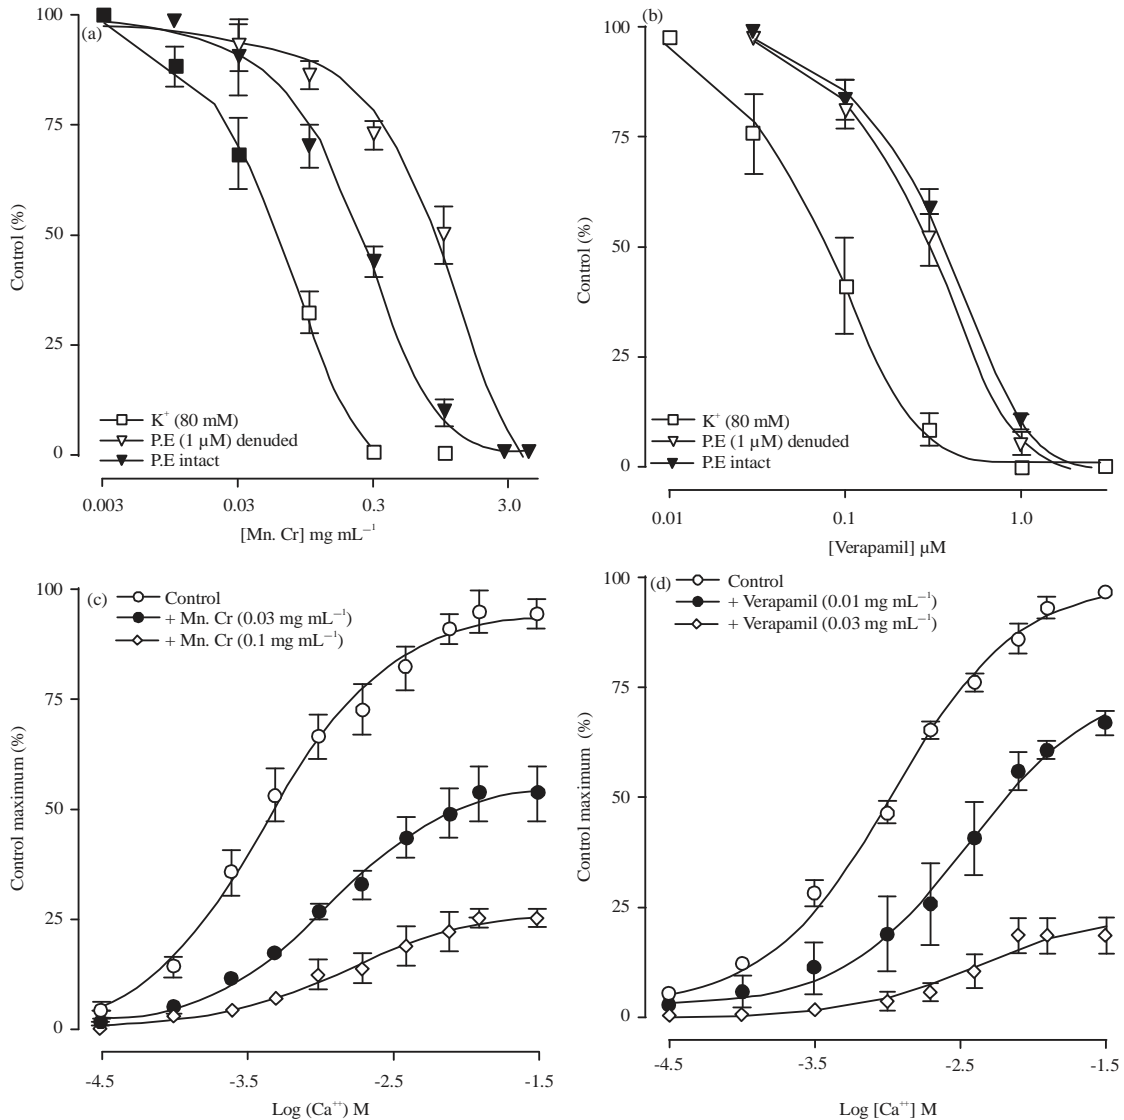 (a)
100
75
50
25
0
Control (%)
K⁺ (80 mM)
P.E (1 µM) denuded
P.E intact
0.003
0.03
0.3
3.0
[Mn. Cr] mg mL⁻¹
(b)
100
75
50
25
0
Control (%)
K⁺ (80 mM)
P.E (1 µM) denuded
P.E intact
0.01
0.1
1.0
[Verapamil] µM
(c)
100
75
50
25
0
Control maximum (%)
Control
+ Mn. Cr (0.03 mg mL⁻¹)
+ Mn. Cr (0.1 mg mL⁻¹)
-4.5
-3.5
-2.5
-1.5
Log (Ca⁺⁺) M
(d)
100
75
50
25
0
Control maximum (%)
Control
+ Verapamil (0.01 mg mL⁻¹)
+ Verapamil (0.03 mg mL⁻¹)
-4.5
-3.5
-2.5
-1.5
Log [Ca⁺⁺] M